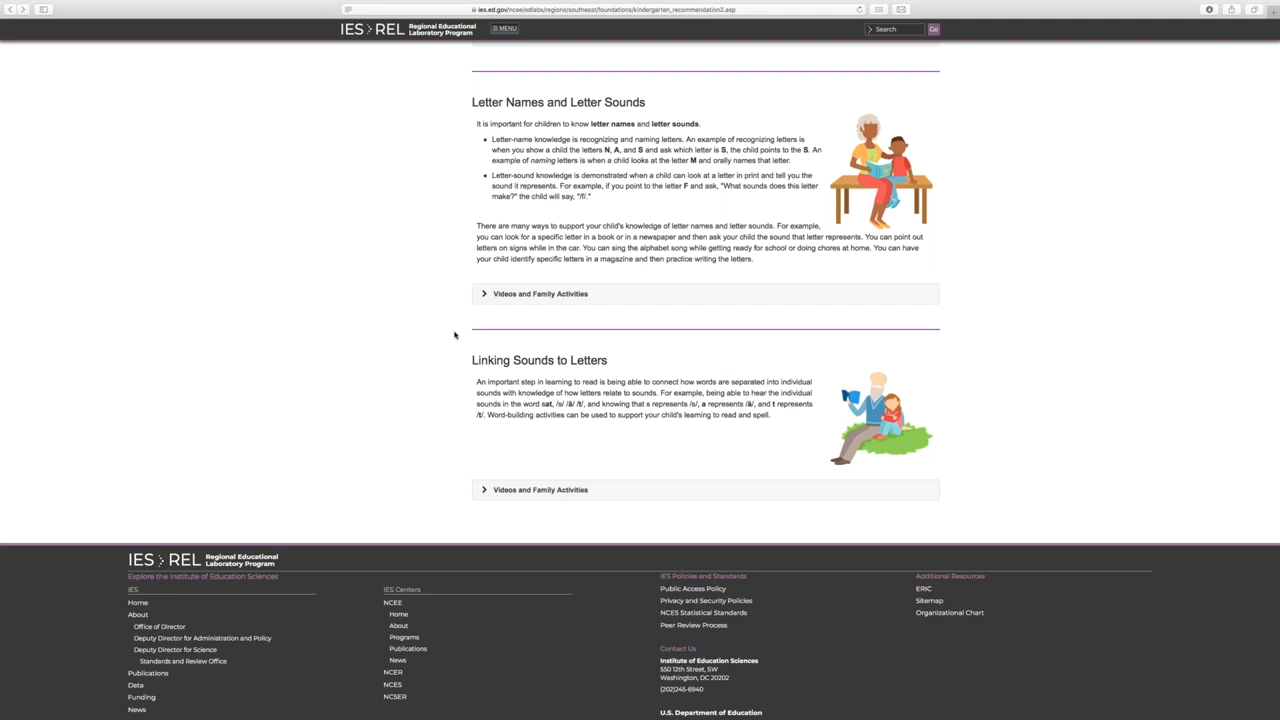 ies.ed.gov/ncee/edlabs/regions/southeast/foundations/kindergarten_recommendation2.asp
IES > REL Regional Educational
Laboratory Program
MENU
Search
Go
Letter Names and Letter Sounds
It is important for children to know letter names and letter sounds.
• Letter-name knowledge is recognizing and naming letters. An example of recognizing letters is
when you show a child the letters N, A, and S and ask which letter is S, the child points to the S. An
example of naming letters is when a child looks at the letter M and orally names that letter.
• Letter-sound knowledge is demonstrated when a child can look at a letter in print and tell you the
sound it represents. For example, if you point to the letter F and ask, "What sounds does this letter
make?" the child will say, "/f/."
There are many ways to support your child's knowledge of letter names and letter sounds. For example,
you can look for a specific letter in a book or in a newspaper and then ask your child the sound that letter represents. You can point out
letters on signs while in the car. You can sing the alphabet song while getting ready for school or doing chores at home. You can have
your child identify specific letters in a magazine and then practice writing the letters.
Videos and Family Activities
Linking Sounds to Letters
An important step in learning to read is being able to connect how words are separated into individual
sounds with knowledge of how letters relate to sounds. For example, being able to hear the individual
sounds in the word sat, /s/ /ă/ /t/, and knowing that s represents /s/, a represents /ă/, and t represents
/t/. Word-building activities can be used to support your child's learning to read and spell.
Videos and Family Activities
IES > REL Regional Educational
Laboratory Program
Explore the Institute of Education Sciences
IES
Home
About
Office of Director
Deputy Director for Administration and Policy
Deputy Director for Science
Standards and Review Office
Publications
Data
Funding
News
IES Centers
NCEE
Home
About
Programs
Publications
News
NCER
NCES
NCSER
IES Policies and Standards
Public Access Policy
Privacy and Security Policies
NCES Statistical Standards
Peer Review Process
Contact Us
Institute of Education Sciences
550 12th Street, SW
Washington, DC 20202
(202)245-6940
U.S. Department of Education
Additional Resources
ERIC
Sitemap
Organizational Chart